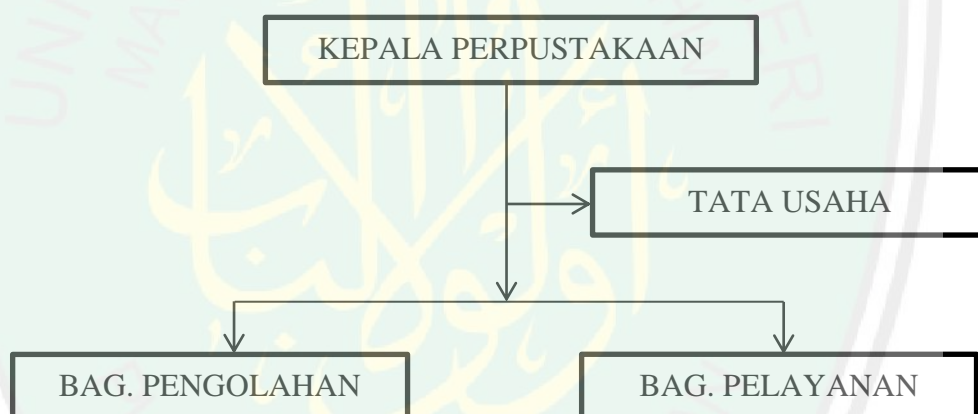 KEPALA PERPUSTAKAAN
TATA USAHA
BAG. PENGOLAHAN
BAG. PELAYANAN